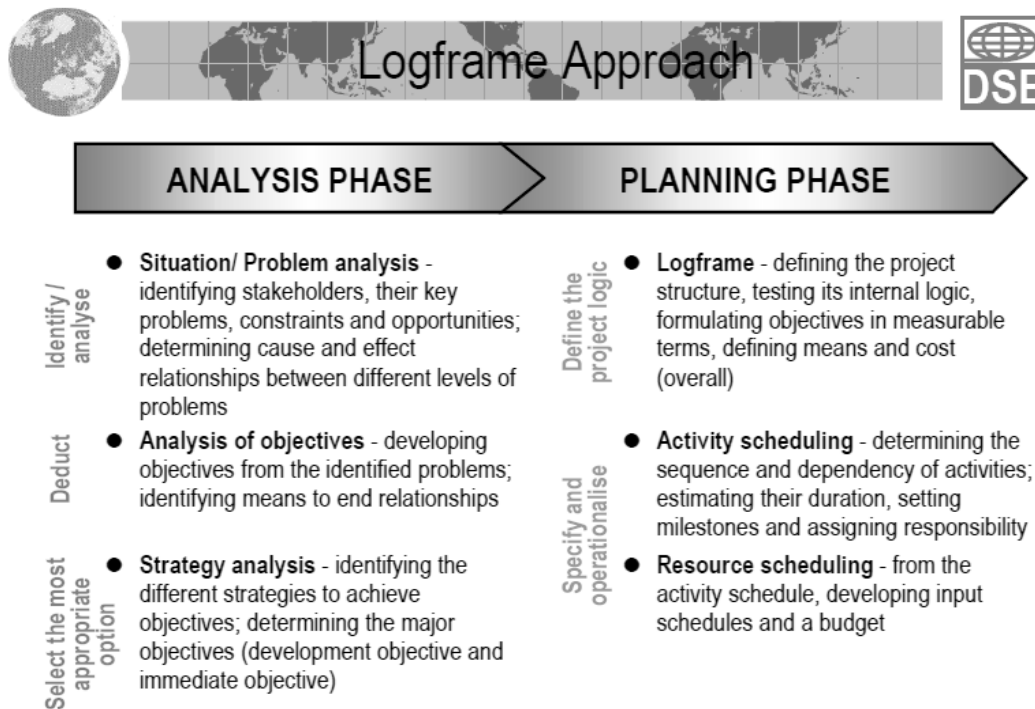 Logframe Approach
DSE
ANALYSIS PHASE
PLANNING PHASE
Identify /
analyse
● Situation/ Problem analysis -
identifying stakeholders, their key
problems, constraints and opportunities;
determining cause and effect
relationships between different levels of
problems
Deduct
● Analysis of objectives - developing
objectives from the identified problems;
identifying means to end relationships
Select the most
appropriate
option
● Strategy analysis - identifying the
different strategies to achieve
objectives; determining the major
objectives (development objective and
immediate objective)
Define the
project logic
● Logframe - defining the project
structure, testing its internal logic,
formulating objectives in measurable
terms, defining means and cost
(overall)
Specify and
operationalise
● Activity scheduling - determining the
sequence and dependency of activities;
estimating their duration, setting
milestones and assigning responsibility
● Resource scheduling - from the
activity schedule, developing input
schedules and a budget